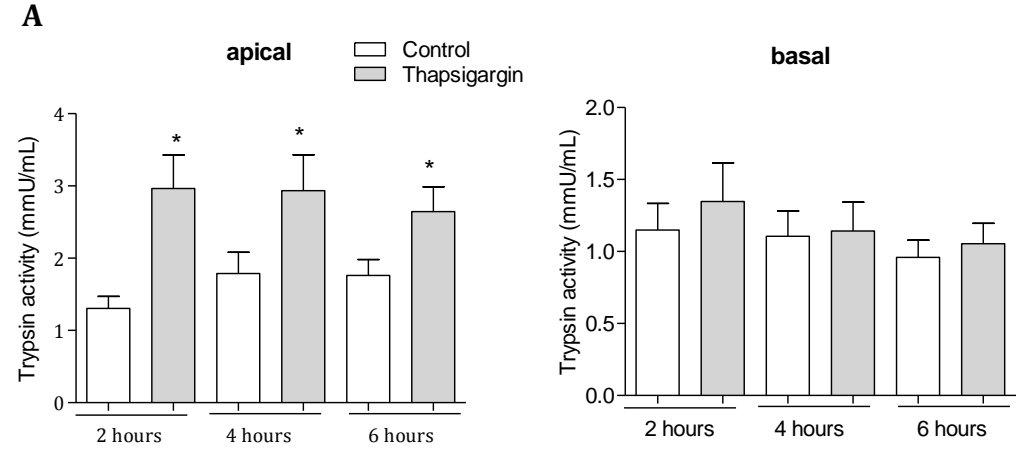 A
apical
Control
Thapsigargin
Trypsin activity (mmU/mL)
4
3
2
1
0
*
*
*
2 hours
4 hours
6 hours
basal
Trypsin activity (mmU/mL)
2.0
1.5
1.0
0.5
0.0
2 hours
4 hours
6 hours